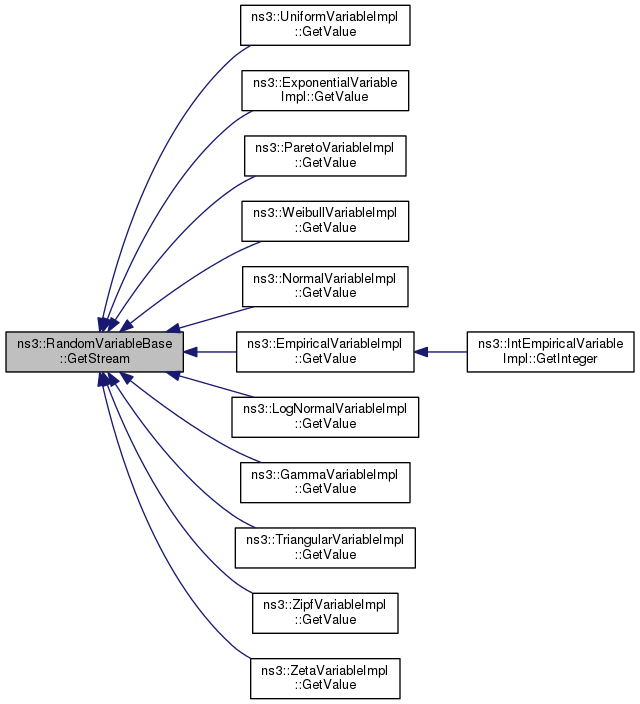 ns3::UniformVariableImpl
::GetValue
ns3::ExponentialVariable
Impl::GetValue
ns3::ParetoVariableImpl
::GetValue
ns3::WeibullVariableImpl
::GetValue
ns3::NormalVariableImpl
::GetValue
ns3::RandomVariableBase
::GetStream
ns3::EmpiricalVariableImpl
::GetValue
ns3::IntEmpiricalVariable
Impl::GetInteger
ns3::LogNormalVariableImpl
::GetValue
ns3::GammaVariableImpl
::GetValue
ns3::TriangularVariableImpl
::GetValue
ns3::ZipfVariableImpl
::GetValue
ns3::ZetaVariableImpl
::GetValue